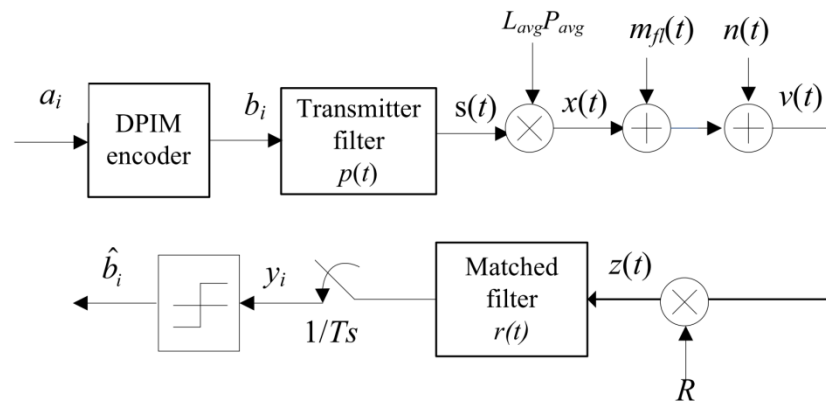 L_avg P_avg
m_fl(t)
n(t)
a_i
DPIM
encoder
b_i
Transmitter
filter
p(t)
s(t)
x(t)
v(t)
b̂_i
y_i
1/Ts
Matched
filter
r(t)
z(t)
R